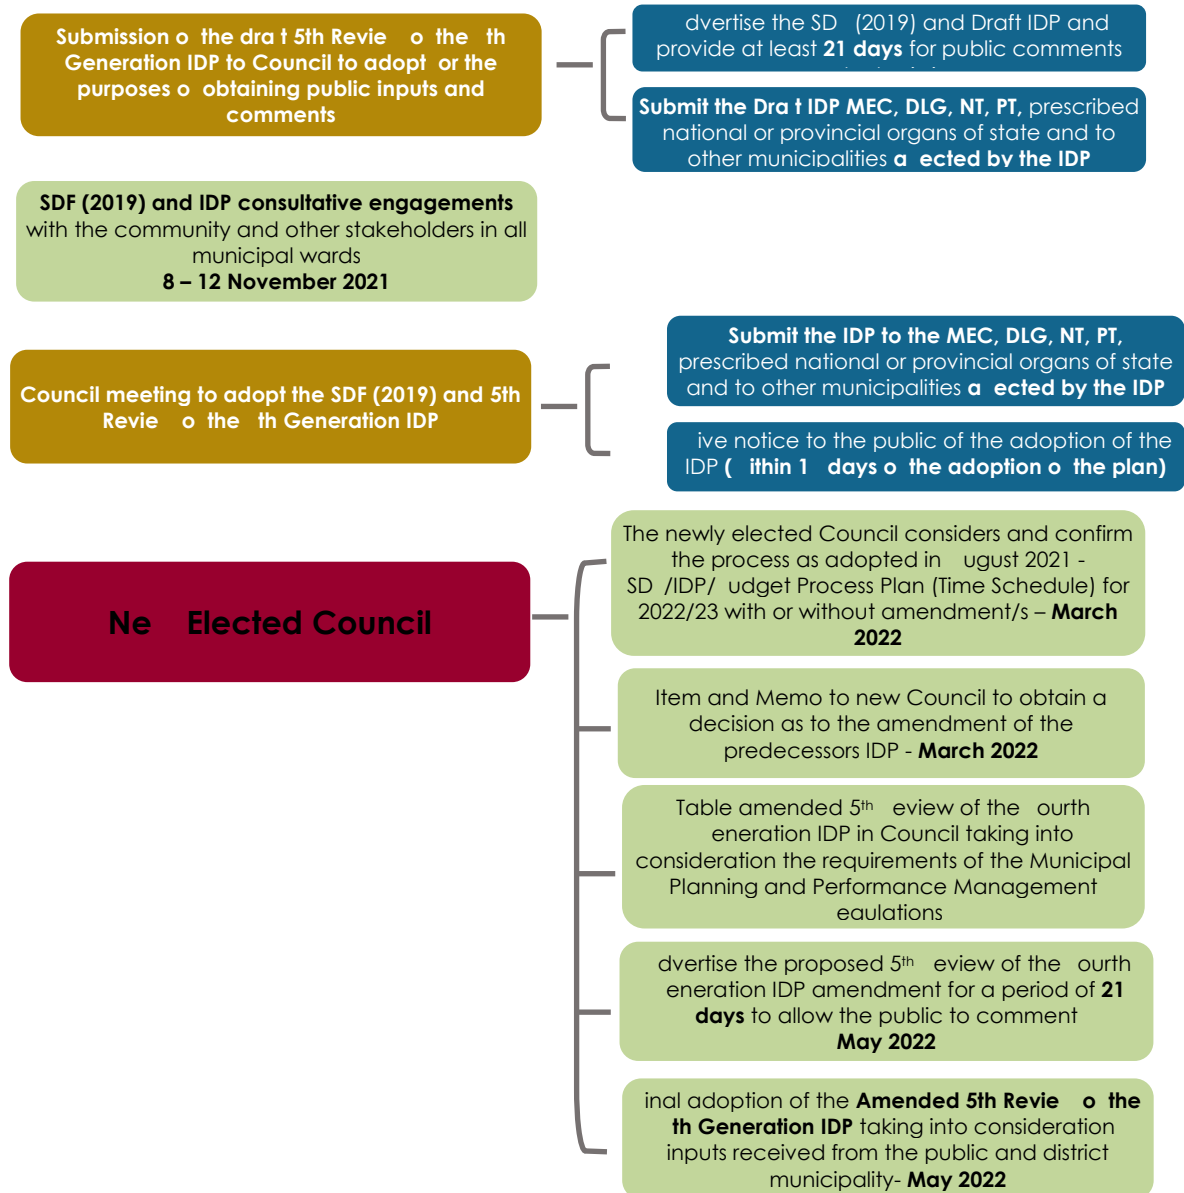 Submission o the dra t 5th Revie o the th
Generation IDP to Council to adopt or the
purposes o obtaining public inputs and
comments
dvertise the SD (2019) and Draft IDP and
provide at least 21 days for public comments
Submit the Dra t IDP MEC, DLG, NT, PT, prescribed
national or provincial organs of state and to
other municipalities a ected by the IDP
SDF (2019) and IDP consultative engagements
with the community and other stakeholders in all
municipal wards
8 – 12 November 2021
Council meeting to adopt the SDF (2019) and 5th
Revie o the th Generation IDP
Submit the IDP to the MEC, DLG, NT, PT,
prescribed national or provincial organs of state
and to other municipalities a ected by the IDP
ive notice to the public of the adoption of the
IDP ( ithin 1 days o the adoption o the plan)
Ne Elected Council
The newly elected Council considers and confirm
the process as adopted in ugust 2021 -
SD /IDP/ udget Process Plan (Time Schedule) for
2022/23 with or without amendment/s – March
2022
Item and Memo to new Council to obtain a
decision as to the amendment of the
predecessors IDP - March 2022
Table amended 5th eview of the ourth
eneration IDP in Council taking into
consideration the requirements of the Municipal
Planning and Performance Management
eaulations
dvertise the proposed 5th eview of the ourth
eneration IDP amendment for a period of 21
days to allow the public to comment
May 2022
inal adoption of the Amended 5th Revie o the
th Generation IDP taking into consideration
inputs received from the public and district
municipality- May 2022